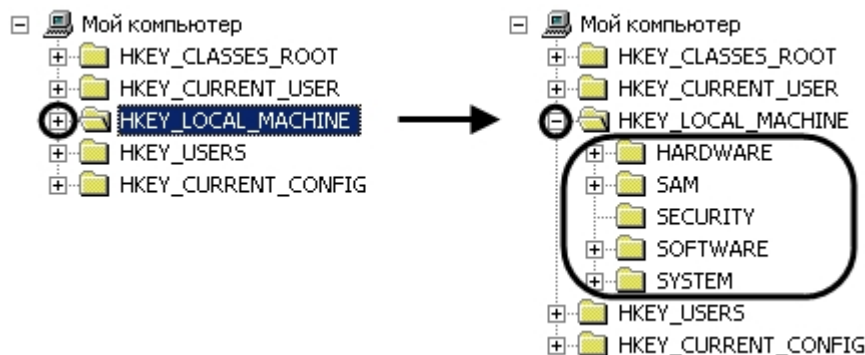 Мой компьютер
HKEY_CLASSES_ROOT
HKEY_CURRENT_USER
HKEY_LOCAL_MACHINE
HKEY_USERS
HKEY_CURRENT_CONFIG
Мой компьютер
HKEY_CLASSES_ROOT
HKEY_CURRENT_USER
HKEY_LOCAL_MACHINE
HARDWARE
SAM
SECURITY
SOFTWARE
SYSTEM
HKEY_USERS
HKEY_CURRENT_CONFIG